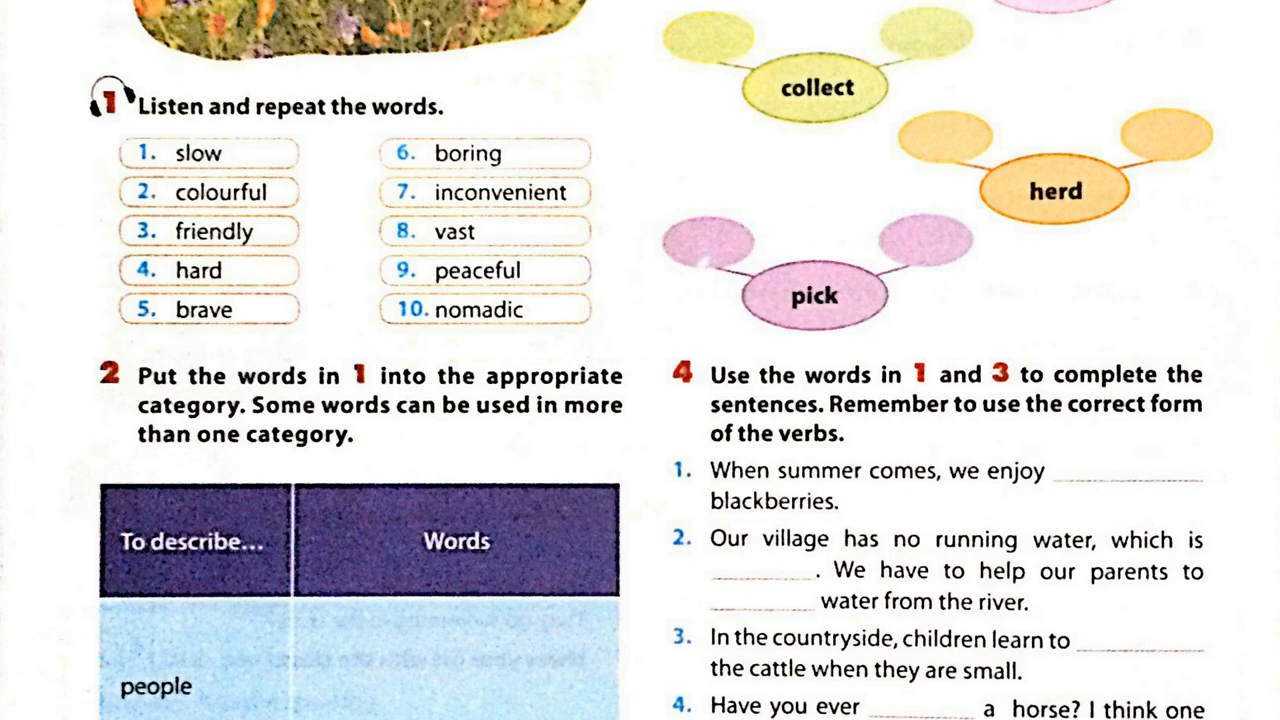 1 Listen and repeat the words.
1. slow
2. colourful
3. friendly
4. hard
5. brave
6. boring
7. inconvenient
8. vast
9. peaceful
10. nomadic
2 Put the words in 1 into the appropriate
category. Some words can be used in more
than one category.
To describe... Words
people
collect
herd
pick
4 Use the words in 1 and 3 to complete the
sentences. Remember to use the correct form
of the verbs.
1. When summer comes, we enjoy ________
blackberries.
2. Our village has no running water, which is
________. We have to help our parents to
________ water from the river.
3. In the countryside, children learn to ________
the cattle when they are small.
4. Have you ever ________ a horse? I think one